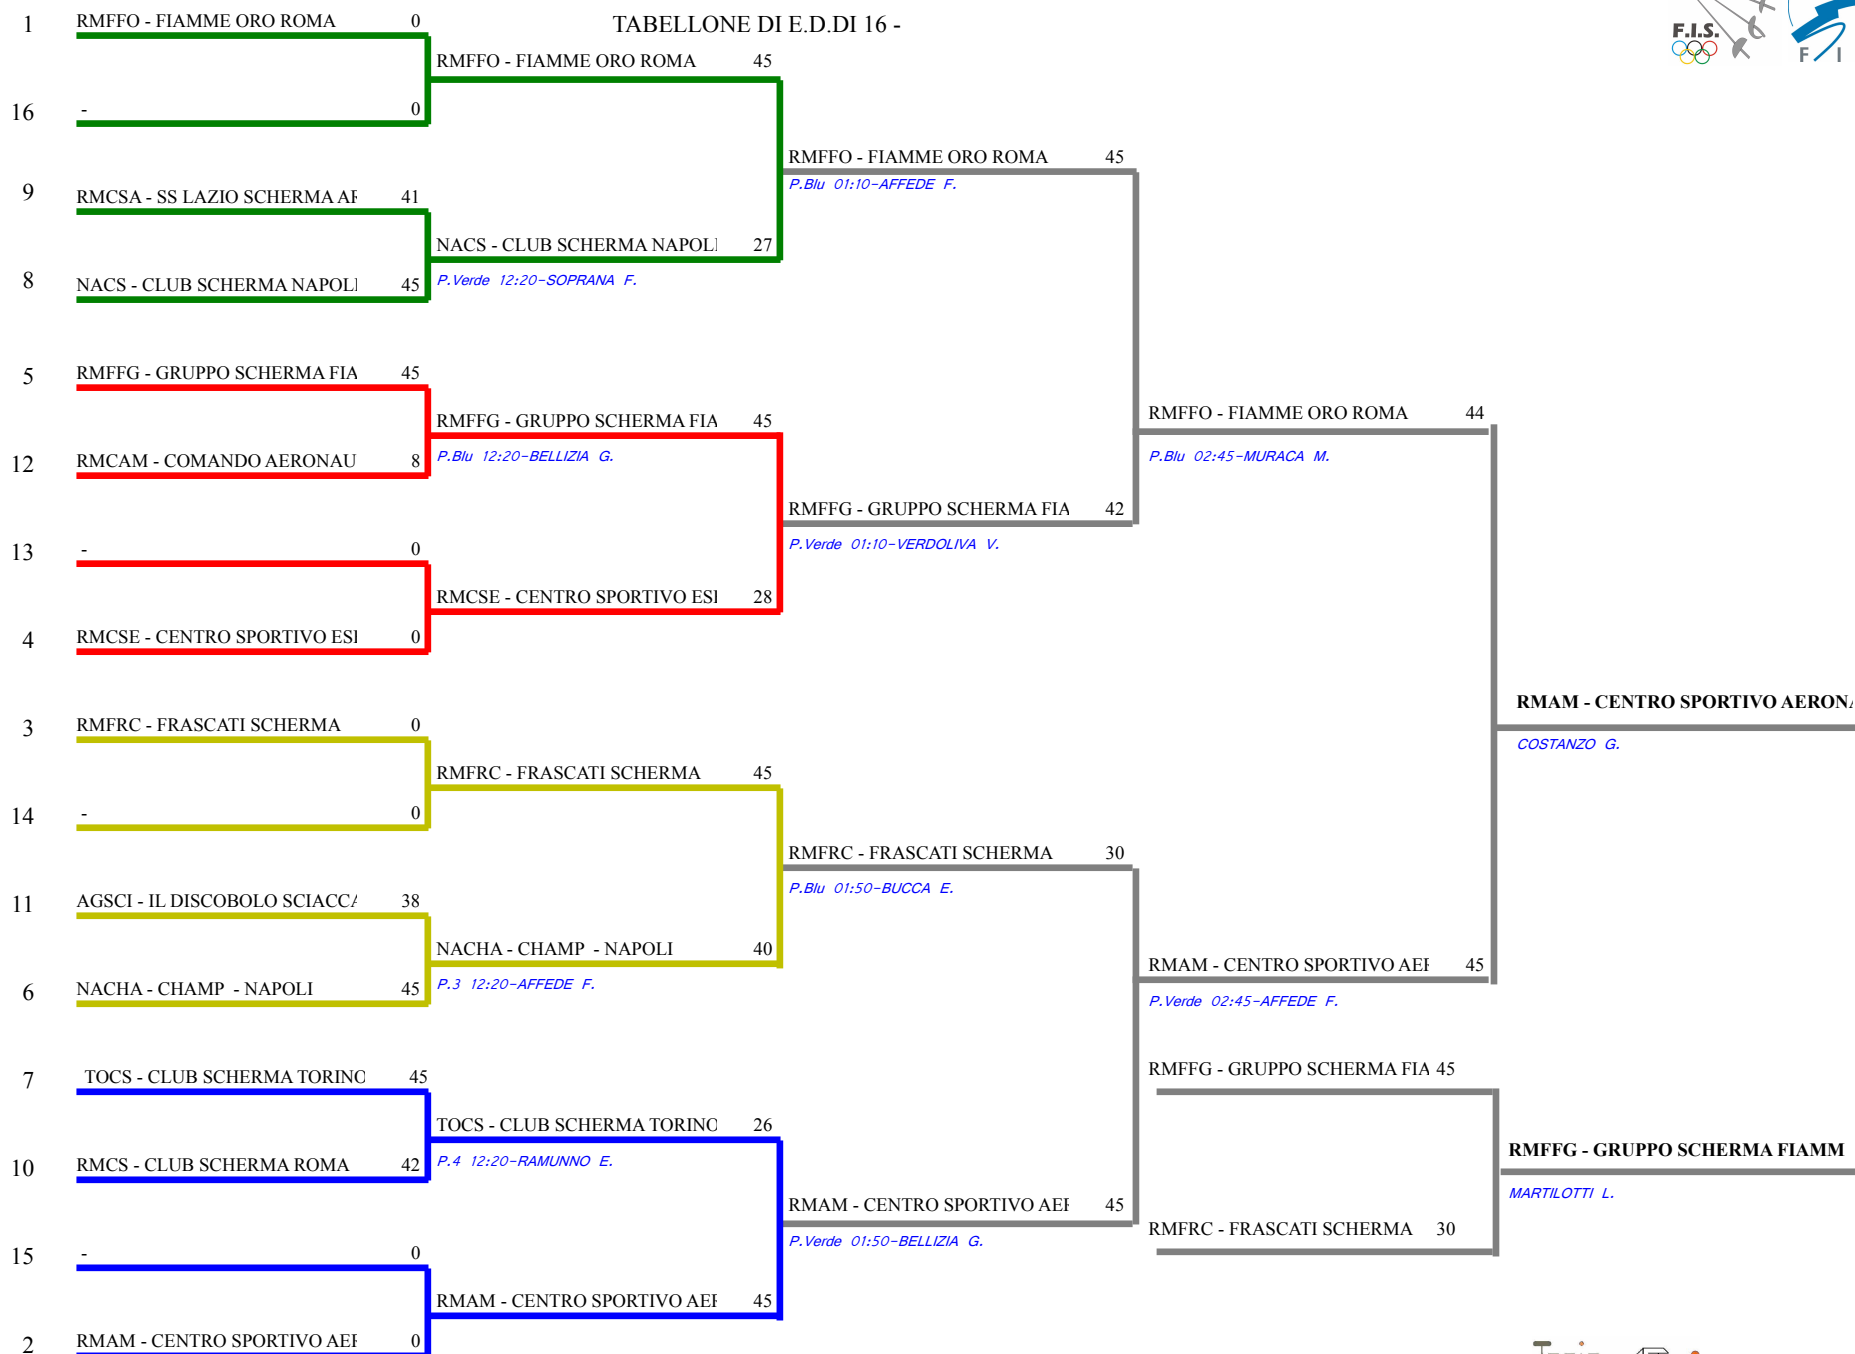 TABELLONE DI E.D.DI 16 -
F.I.S.
F I
1 RMFFO - FIAMME ORO ROMA 0
RMFFO - FIAMME ORO ROMA 45
16 - 0
RMFFO - FIAMME ORO ROMA 45
P.Blu 01:10-AFFEDE F.
9 RMCSA - SS LAZIO SCHERMA 41
NACS - CLUB SCHERMA NAPOLI 27
P.Verde 12:20-SOPRANA F.
8 NACS - CLUB SCHERMA NAPOLI 45
5 RMFFG - GRUPPO SCHERMA FIA 45
RMFFG - GRUPPO SCHERMA FIA 45
P.Blu 12:20-BELLIZIA G.
RMFFO - FIAMME ORO ROMA 44
P.Blu 02:45-MURACA M.
12 RMCAM - COMANDO AERONAU 8
RMFFG - GRUPPO SCHERMA FIA 42
P.Verde 01:10-VERDOLIVA V.
13 - 0
RMCSE - CENTRO SPORTIVO ESI 28
4 RMCSE - CENTRO SPORTIVO ESI 0
RMAM - CENTRO SPORTIVO AERON
COSTANZO G.
3 RMFRC - FRASCATI SCHERMA 0
RMFRC - FRASCATI SCHERMA 45
14 - 0
RMFRC - FRASCATI SCHERMA 30
P.Blu 01:50-BUCCA E.
11 AGSCI - IL DISCOBOLO SCIACCA 38
NACHA - CHAMP - NAPOLI 40
P.3 12:20-AFFEDE F.
RMAM - CENTRO SPORTIVO AEI 45
P.Verde 02:45-AFFEDE F.
6 NACHA - CHAMP - NAPOLI 45
7 TOCS - CLUB SCHERMA TORINO 45
RMFFG - GRUPPO SCHERMA FIA 45
TOCS - CLUB SCHERMA TORINO 26
P.4 12:20-RAMUNNO E.
RMFFG - GRUPPO SCHERMA FIAMM
MARTILOTTI L.
10 RMCS - CLUB SCHERMA ROMA 42
RMAM - CENTRO SPORTIVO AEI 45
P.Verde 01:50-BELLIZIA G.
RMFRC - FRASCATI SCHERMA 30
15 - 0
RMAM - CENTRO SPORTIVO AEI 45
2 RMAM - CENTRO SPORTIVO AEI 0